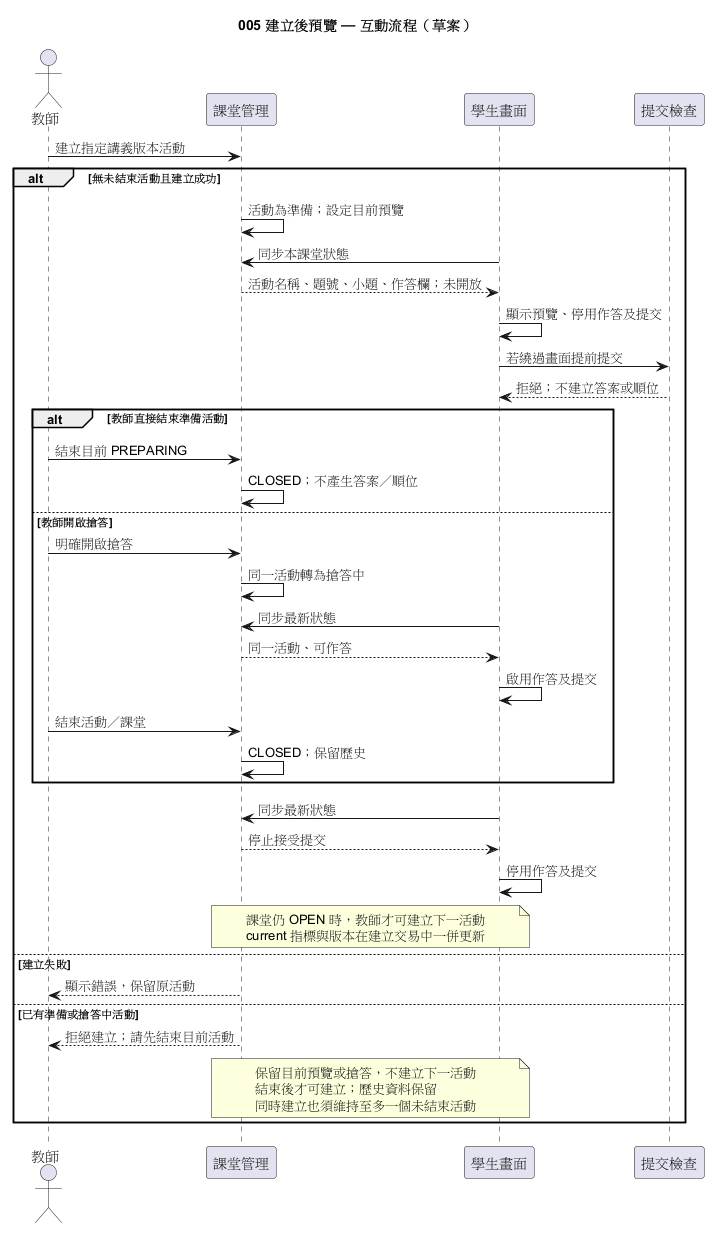 005 建立後預覽 — 互動流程（草案）
教師
課堂管理
學生畫面
提交檢查
建立指定講義版本活動
alt
[無未結束活動且建立成功]
活動為準備；設定目前預覽
同步本課堂狀態
活動名稱、題號、小題、作答欄；未開放
顯示預覽、停用作答及提交
若繞過畫面提前提交
拒絕；不建立答案或順位
alt
[教師直接結束準備活動]
結束目前 PREPARING
CLOSED；不產生答案／順位
[教師開啟搶答]
明確開啟搶答
同一活動轉為搶答中
同步最新狀態
同一活動、可作答
啟用作答及提交
結束活動／課堂
CLOSED；保留歷史
同步最新狀態
停止接受提交
停用作答及提交
課堂仍 OPEN 時，教師才可建立下一活動
current 指標與版本在建立交易中一併更新
[建立失敗]
顯示錯誤，保留原活動
[已有準備或搶答中活動]
拒絕建立；請先結束目前活動
保留目前預覽或搶答，不建立下一活動
結束後才可建立；歷史資料保留
同時建立也須維持至多一個未結束活動
教師
課堂管理
學生畫面
提交檢查